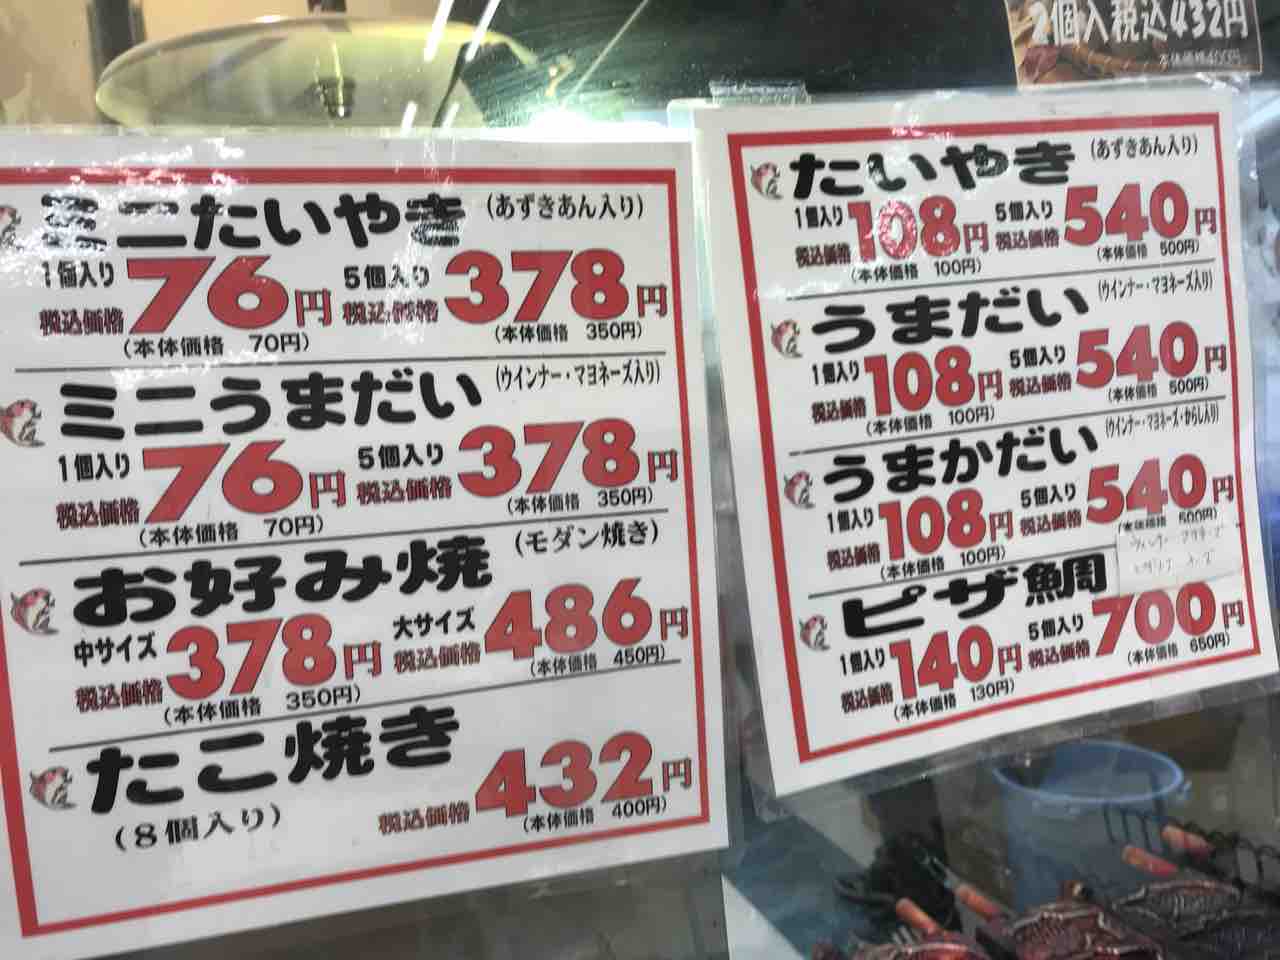 ミニたいやき (あずきあん入り)
1個入り 税込価格 76円 5個入り 税込価格 378円
(本体価格 70円) (本体価格 350円)
ミニうまだい (ウインナー・マヨネーズ入り)
1個入り 税込価格 76円 5個入り 税込価格 378円
(本体価格 70円) (本体価格 350円)
お好み焼 (モダン焼き)
中サイズ 税込価格 378円 大サイズ 税込価格 486円
(本体価格 350円) (本体価格 450円)
たこ焼き
(8個入り) 税込価格 432円
(本体価格 400円)
2個入税込432円
本体価格400円
たいやき (あずきあん入り)
1個入り 税込価格 108円 5個入り 税込価格 540円
(本体価格 100円) (本体価格 500円)
うまだい (ウインナー・マヨネーズ入り)
1個入り 税込価格 108円 5個入り 税込価格 540円
(本体価格 100円) (本体価格 500円)
うまかだい (ウインナー・マヨネーズ・からし入り)
1個入り 税込価格 108円 5個入り 税込価格 540円
(本体価格 100円) (本体価格 500円)
ピザ鯛
ウィンナー マヨネーズ
1個入り 税込価格 140円 5個入り 税込価格 700円
(本体価格 130円) (本体価格 650円)